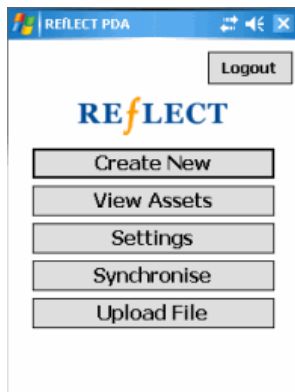 REfLECT PDA
Logout
REfLECT
Create New
View Assets
Settings
Synchronise
Upload File